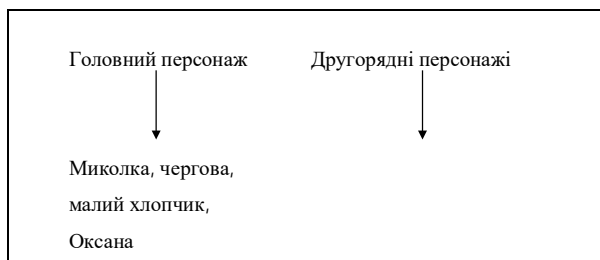 Головний персонаж Другорядні персонажі
Миколка, чергова,
малий хлопчик,
Оксана